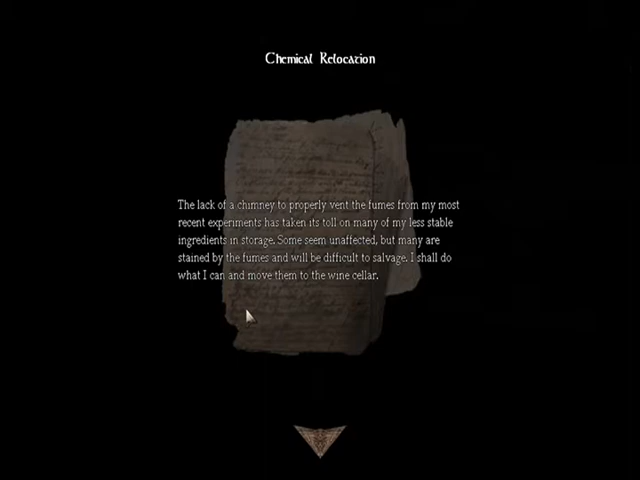 Chemical Relocation
The lack of a chimney to properly vent the fumes from my most
recent experiments has taken its toll on many of my less stable
ingredients in storage. Some seem unaffected, but many are
stained by the fumes and will be difficult to salvage. I shall do
what I can and move them to the wine cellar.